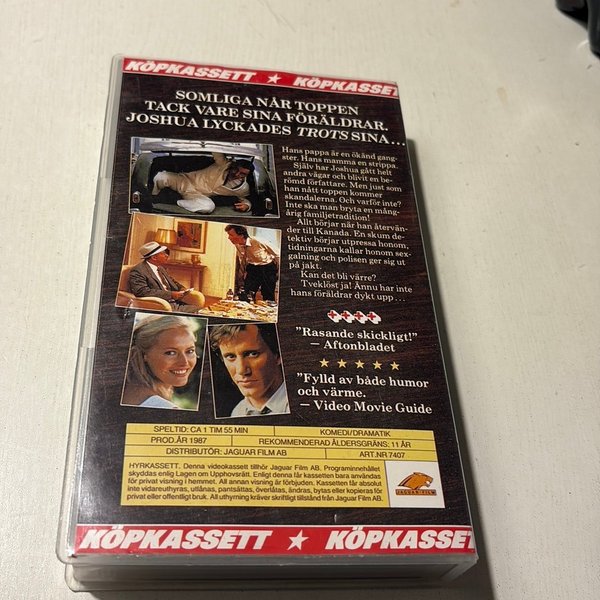 KÖPKASSETT ★ KÖPKASSET
SOMLIGA NÅR TOPPEN
TACK VARE SINA FÖRÄLDRAR.
JOSHUA LYCKADES TROTS SINA...
Hans pappa är en ökänd gang-
ster. Hans mamma en strippa.
Själv har Joshua gått helt
andra vägar och blivit en be-
römd författare. Men just som
han nått toppen kommer
skandalerna. Och varför inte?
Inte ska man bryta en mång-
årig familjetradition!
Allt börjar när han återvän-
der till Kanada. En skum de-
tektiv börjar utpressa honom,
tidningarna kallar honom sex-
galning och polisen ger sig ut
på jakt.
Kan det bli värre?
Tveklöst ja! Ännu har inte
hans föräldrar dykt upp...
"Rasande skickligt!"
— Aftonbladet
★ ★ ★ ★ ★
"Fylld av både humor
och värme.
— Video Movie Guide
SPELTID: CA 1 TIM 55 MIN KOMEDI/DRAMATIK
PROD.ÅR 1987 REKOMMENDERAD ÅLDERSGRÄNS: 11 ÅR
DISTRIBUTÖR: JAGUAR FILM AB ART.NR 7407
HYRKASSETT. Denna videokassett tillhör Jaguar Film AB. Programinnehållet
skyddas enlig Lagen om Upphovsrätt. Enligt denna får kassetten bara användas
för privat visning i hemmet. All annan visning är förbjuden. Kassetten får absolut
inte vidareuthyras, utlånas, pantsättas, överlåtas, ändras, bytas eller kopieras för
privat eller offentligt bruk. All uthyrning kräver skriftligt tillstånd från Jaguar Film AB.
JAGUAR FILM
KÖPKASSETT ★ KÖPKASSE